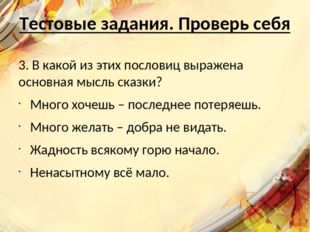 Тестовые задания. Проверь себя
3. В какой из этих пословиц выражена
основная мысль сказки?
Много хочешь – последнее потеряешь.
Много желать – добра не видать.
Жадность всякому горю начало.
Ненасытному всё мало.